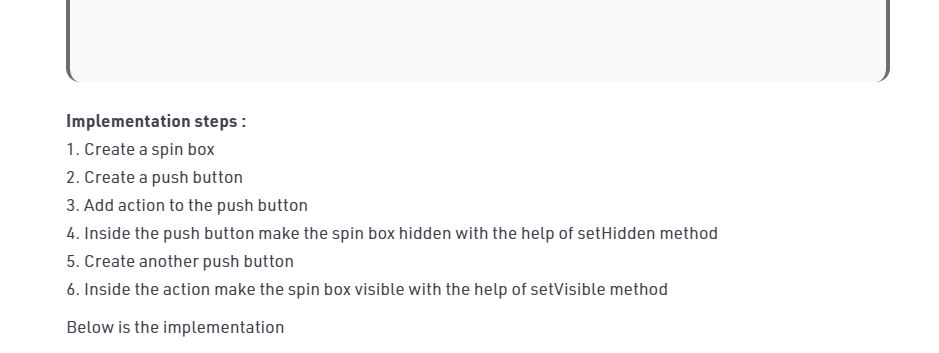 Implementation steps :
1. Create a spin box
2. Create a push button
3. Add action to the push button
4. Inside the push button make the spin box hidden with the help of setHidden method
5. Create another push button
6. Inside the action make the spin box visible with the help of setVisible method
Below is the implementation